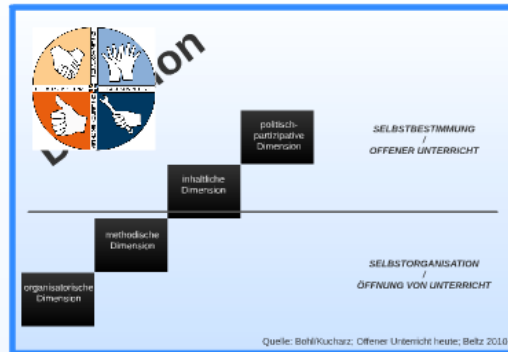 politisch-
partizipative
Dimension
SELBSTBESTIMMUNG
/
OFFENER UNTERRICHT
inhaltliche
Dimension
methodische
Dimension
SELBSTORGANISATION
/
ÖFFNUNG VON UNTERRICHT
organisatorische
Dimension
Quelle: Bohl/Kucharz; Offener Unterricht heute; Beltz 2010